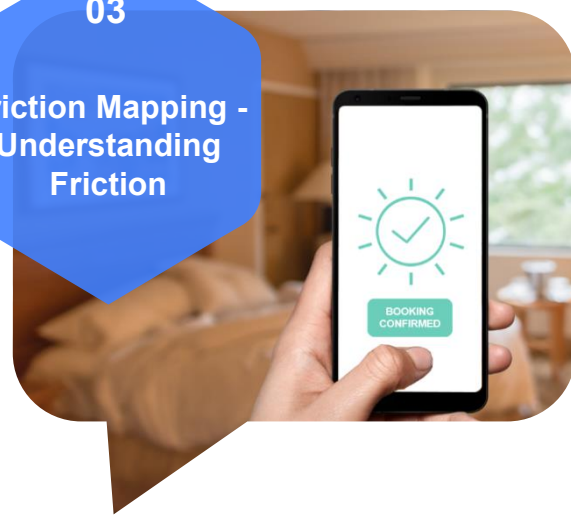 03
riction Mapping -
Understanding
Friction
BOOKING
CONFIRMED